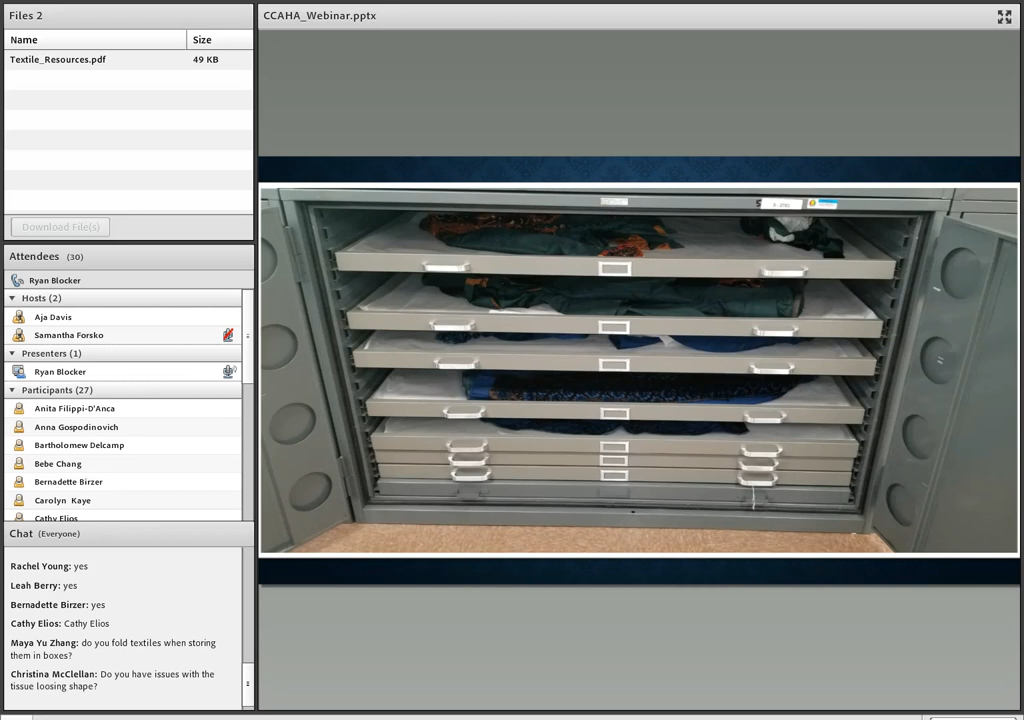 Files 2
Name Size
Textile_Resources.pdf 49 KB
Download File(s)
Attendees (30)
Ryan Blocker
Hosts (2)
Aja Davis
Samantha Forsko
Presenters (1)
Ryan Blocker
Participants (27)
Anita Filippi-D'Anca
Anna Gospodinovich
Bartholomew Delcamp
Bebe Chang
Bernadette Birzer
Carolyn Kaye
Cathy Elios
Chat (Everyone)
Rachel Young: yes
Leah Berry: yes
Bernadette Birzer: yes
Cathy Elios: Cathy Elios
Maya Yu Zhang: do you fold textiles when storing
them in boxes?
Christina McClellan: Do you have issues with the
tissue loosing shape?
CCAHA_Webinar.pptx